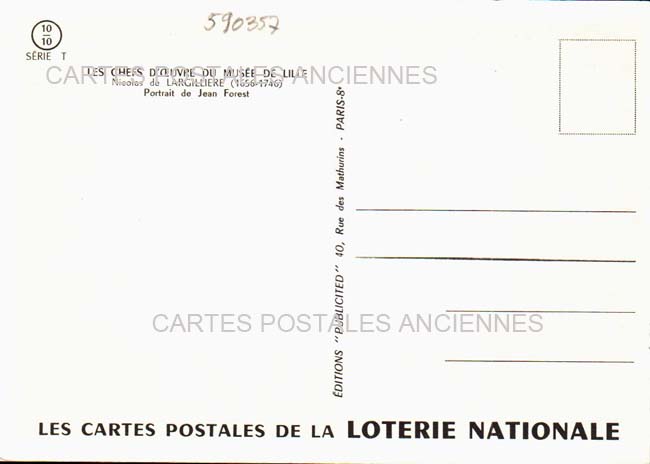 590357
10
10
SÉRIE T
LES CHEFS D'ŒUVRE DU MUSÉE DE LILLE
Nicolas de LARGILLIERE (1656-1746)
Portrait de Jean Forest
CARTES POSTALES ANCIENNES
ÉDITIONS "PUBLICITED" 40, Rue des Mathurins - PARIS-8e
CARTES POSTALES ANCIENNES
LES CARTES POSTALES DE LA LOTERIE NATIONALE